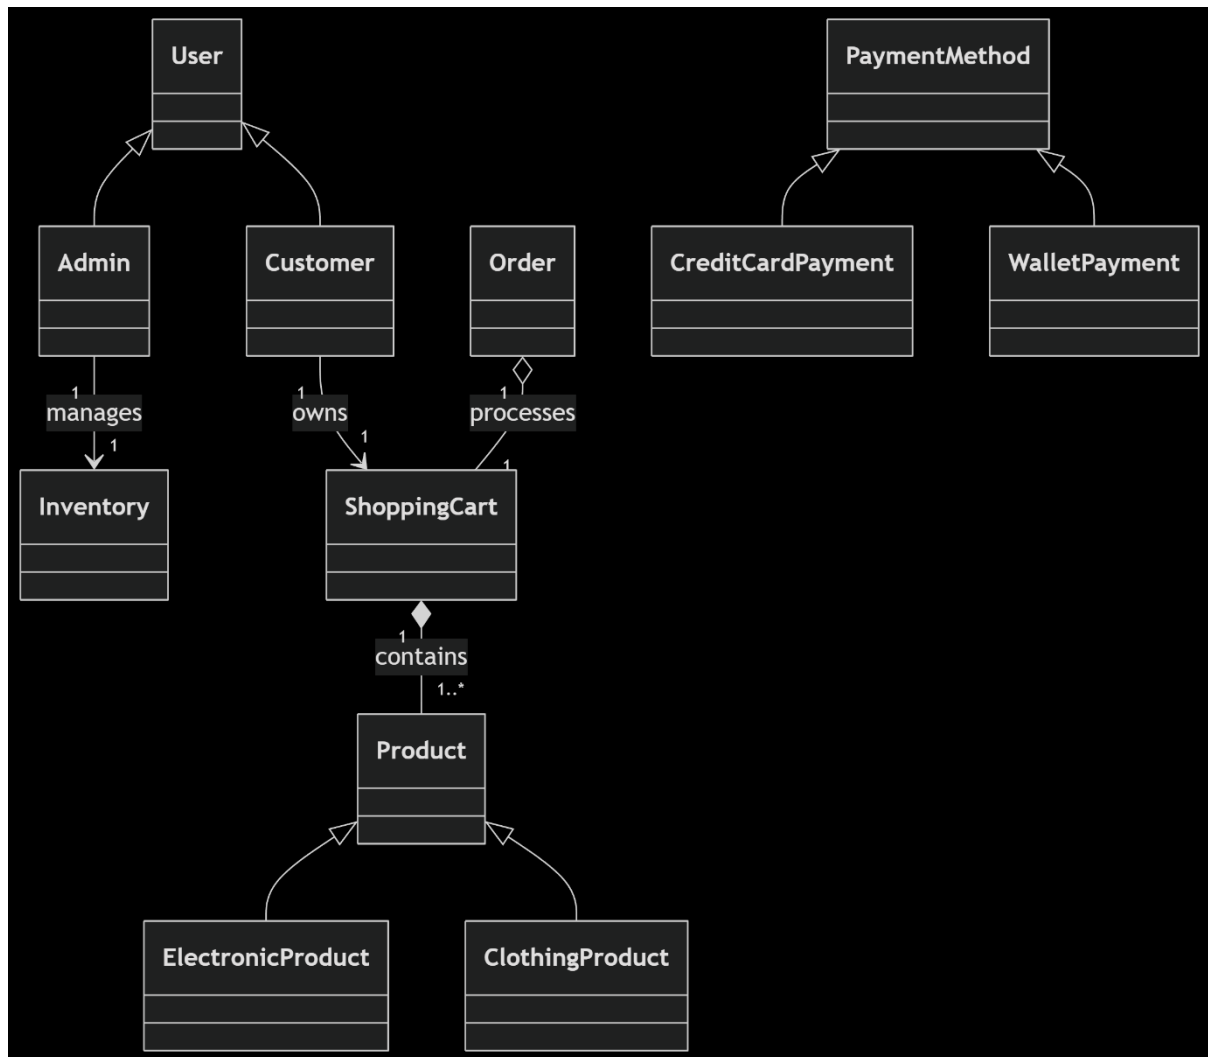 User
PaymentMethod
Admin
Customer
Order
CreditCardPayment
WalletPayment
1
manages
1
1
owns
1
1
processes
1
Inventory
ShoppingCart
1
contains
1..*
Product
ElectronicProduct
ClothingProduct